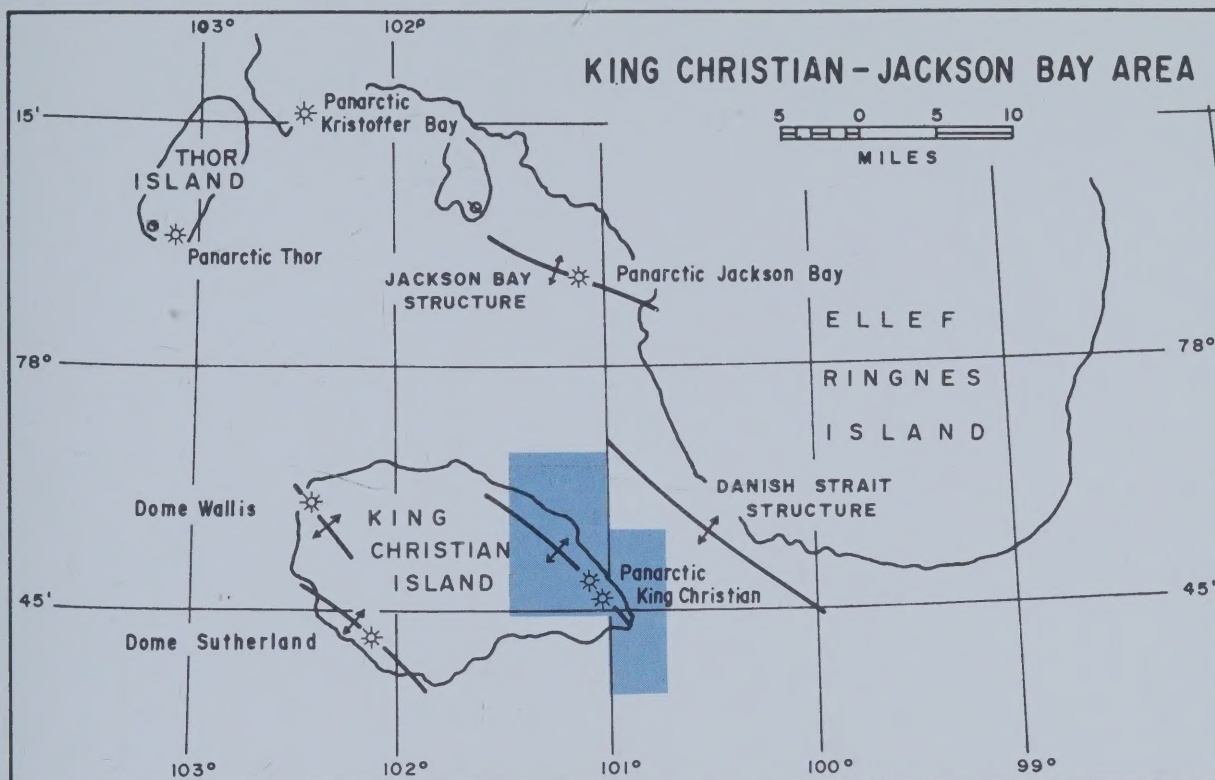 103° 102°
KING CHRISTIAN-JACKSON BAY AREA
5 0 5 10
MILES
15'
Panarctic
Kristoffer Bay
THOR
ISLAND
Panarctic Thor
JACKSON BAY
STRUCTURE
Panarctic Jackson Bay
ELLEF
RINGNES
ISLAND
78° 78°
DANISH STRAIT
STRUCTURE
Dome Wallis
KING
CHRISTIAN
ISLAND
Panarctic
King Christian
45' 45'
Dome Sutherland
103° 102° 101° 100° 99°